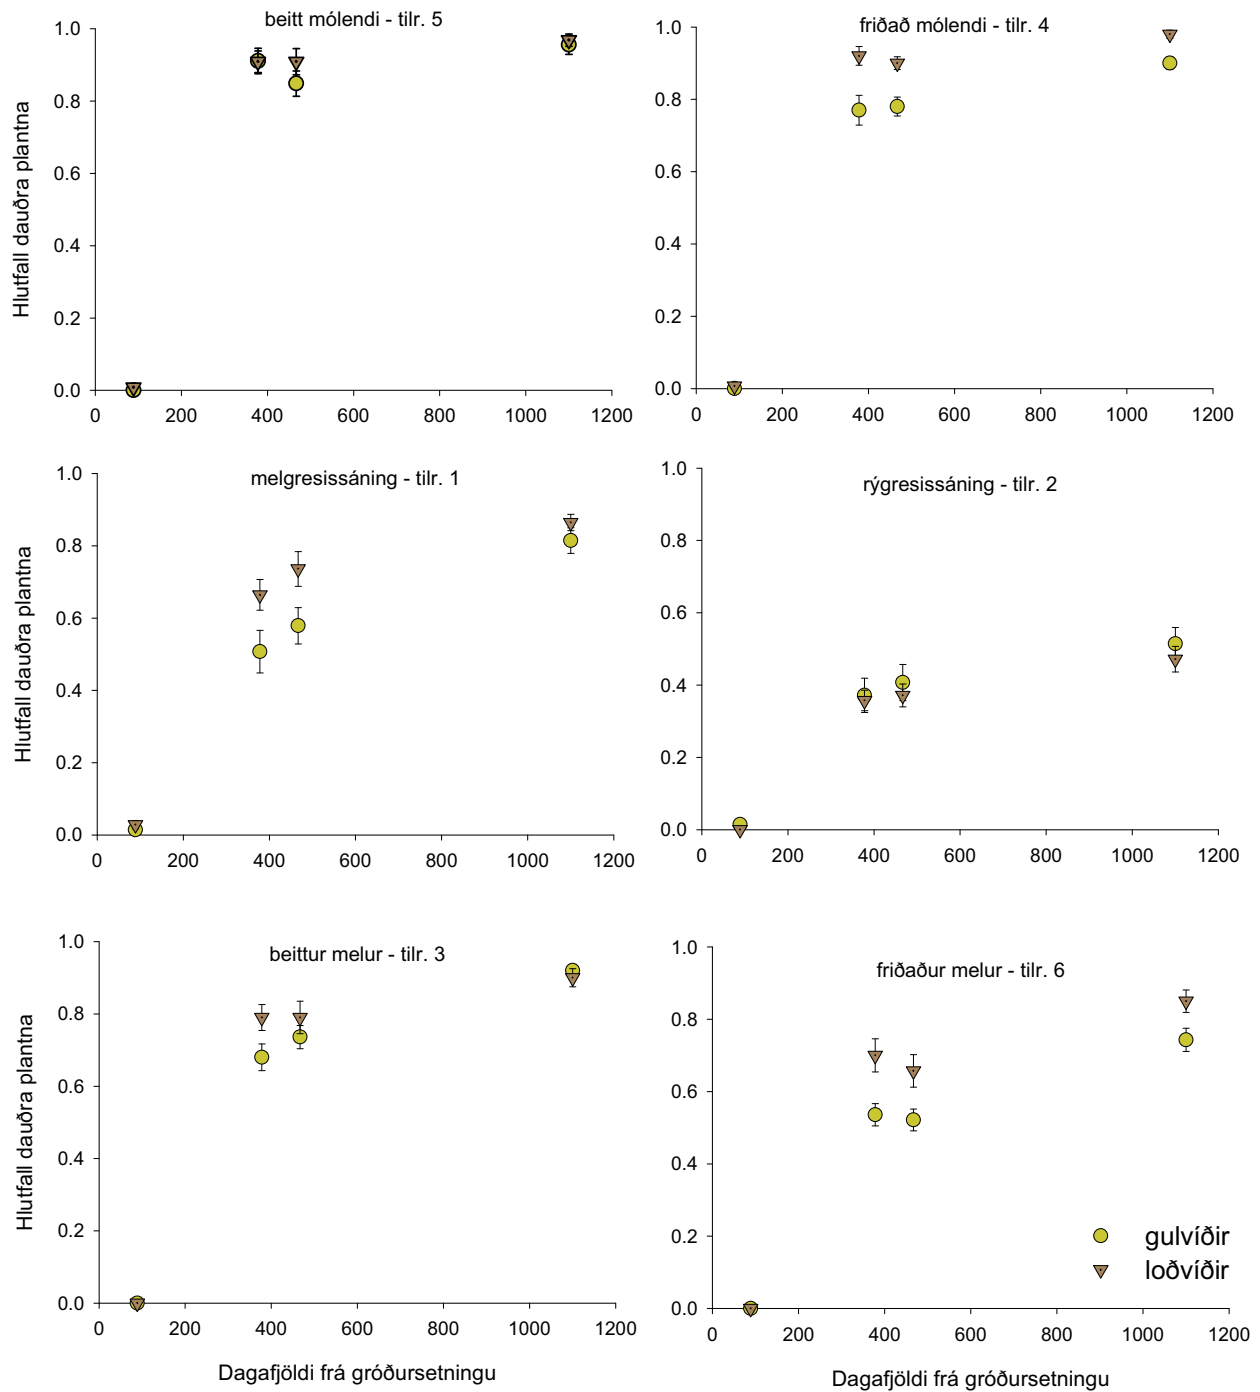 beitt mólendi - tilr. 5
Hlutfall dauðra plantna
1.0
0.8
0.6
0.4
0.2
0.0
0 200 400 600 800 1000 1200
friðað mólendi - tilr. 4
1.0
0.8
0.6
0.4
0.2
0.0
0 200 400 600 800 1000 1200
melgresissáning - tilr. 1
Hlutfall dauðra plantna
1.0
0.8
0.6
0.4
0.2
0.0
0 200 400 600 800 1000 1200
rýgresissáning - tilr. 2
1.0
0.8
0.6
0.4
0.2
0.0
0 200 400 600 800 1000 1200
beittur melur - tilr. 3
Hlutfall dauðra plantna
1.0
0.8
0.6
0.4
0.2
0.0
0 200 400 600 800 1000 1200
Dagafjöldi frá gróðursetningu
friðaður melur - tilr. 6
1.0
0.8
0.6
0.4
0.2
0.0
gulvíðir
loðvíðir
0 200 400 600 800 1000 1200
Dagafjöldi frá gróðursetningu